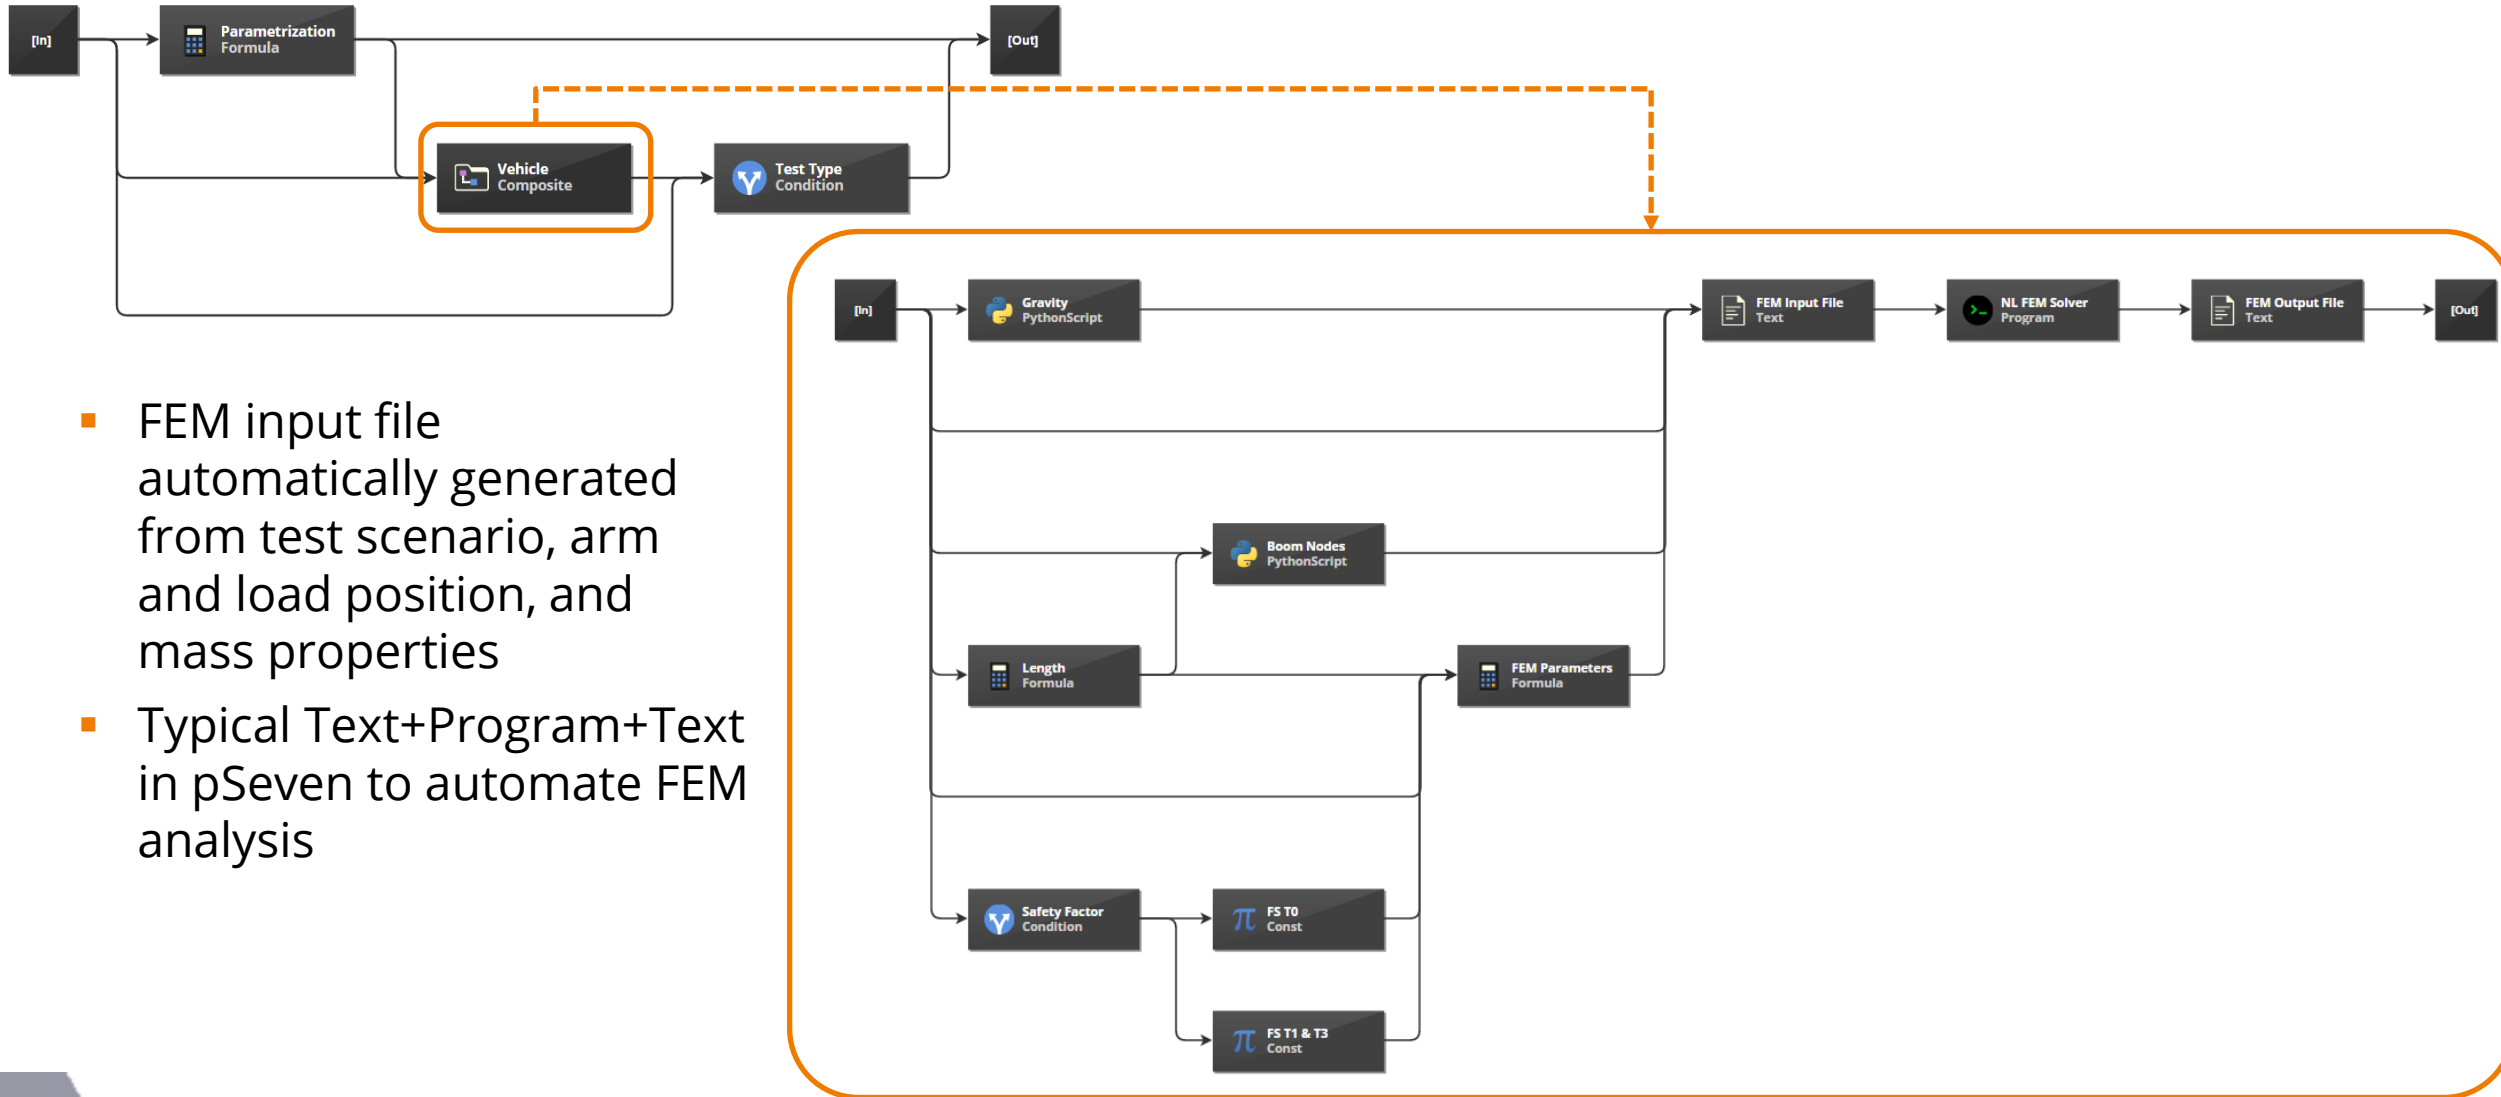 [In]
Parametrization
Formula
[Out]
Vehicle
Composite
Test Type
Condition
[In]
Gravity
PythonScript
FEM Input File
Text
NL FEM Solver
Program
FEM Output File
Text
[Out]
Boom Nodes
PythonScript
Length
Formula
FEM Parameters
Formula
Safety Factor
Condition
FS T0
Const
FS T1 & T3
Const
FEM input file
automatically generated
from test scenario, arm
and load position, and
mass properties
Typical Text+Program+Text
in pSeven to automate FEM
analysis